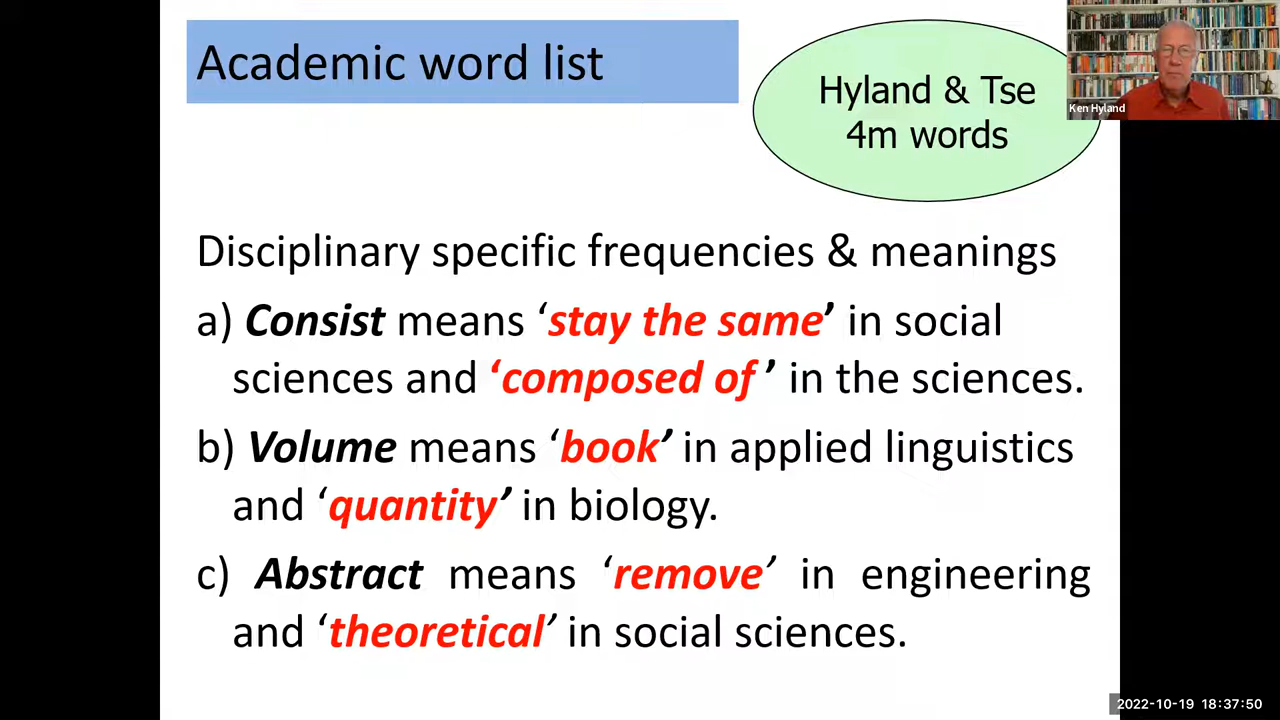 Academic word list
Hyland & Tse
4m words
Ken Hyland
Disciplinary specific frequencies & meanings
a) Consist means ‘stay the same’ in social
sciences and ‘composed of ’ in the sciences.
b) Volume means ‘book’ in applied linguistics
and ‘quantity’ in biology.
c) Abstract means ‘remove’ in engineering
and ‘theoretical’ in social sciences.
2022-10-19 18:37:50